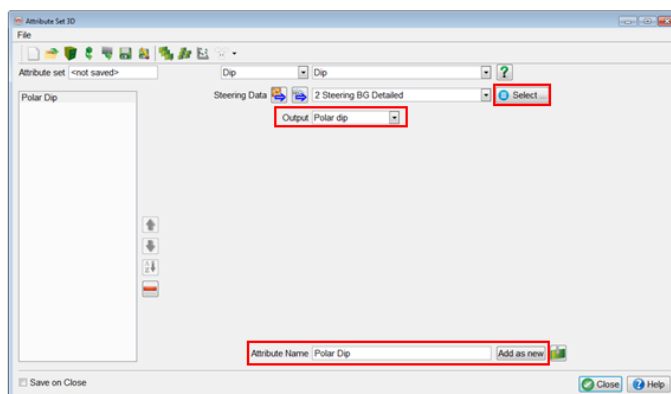 Attribute Set 3D
File
Attribute set <not saved> Dip Dip
Polar Dip
Steering Data 2 Steering BG Detailed Select ...
Output Polar dip
Attribute Name Polar Dip Add as new
Save on Close Close Help